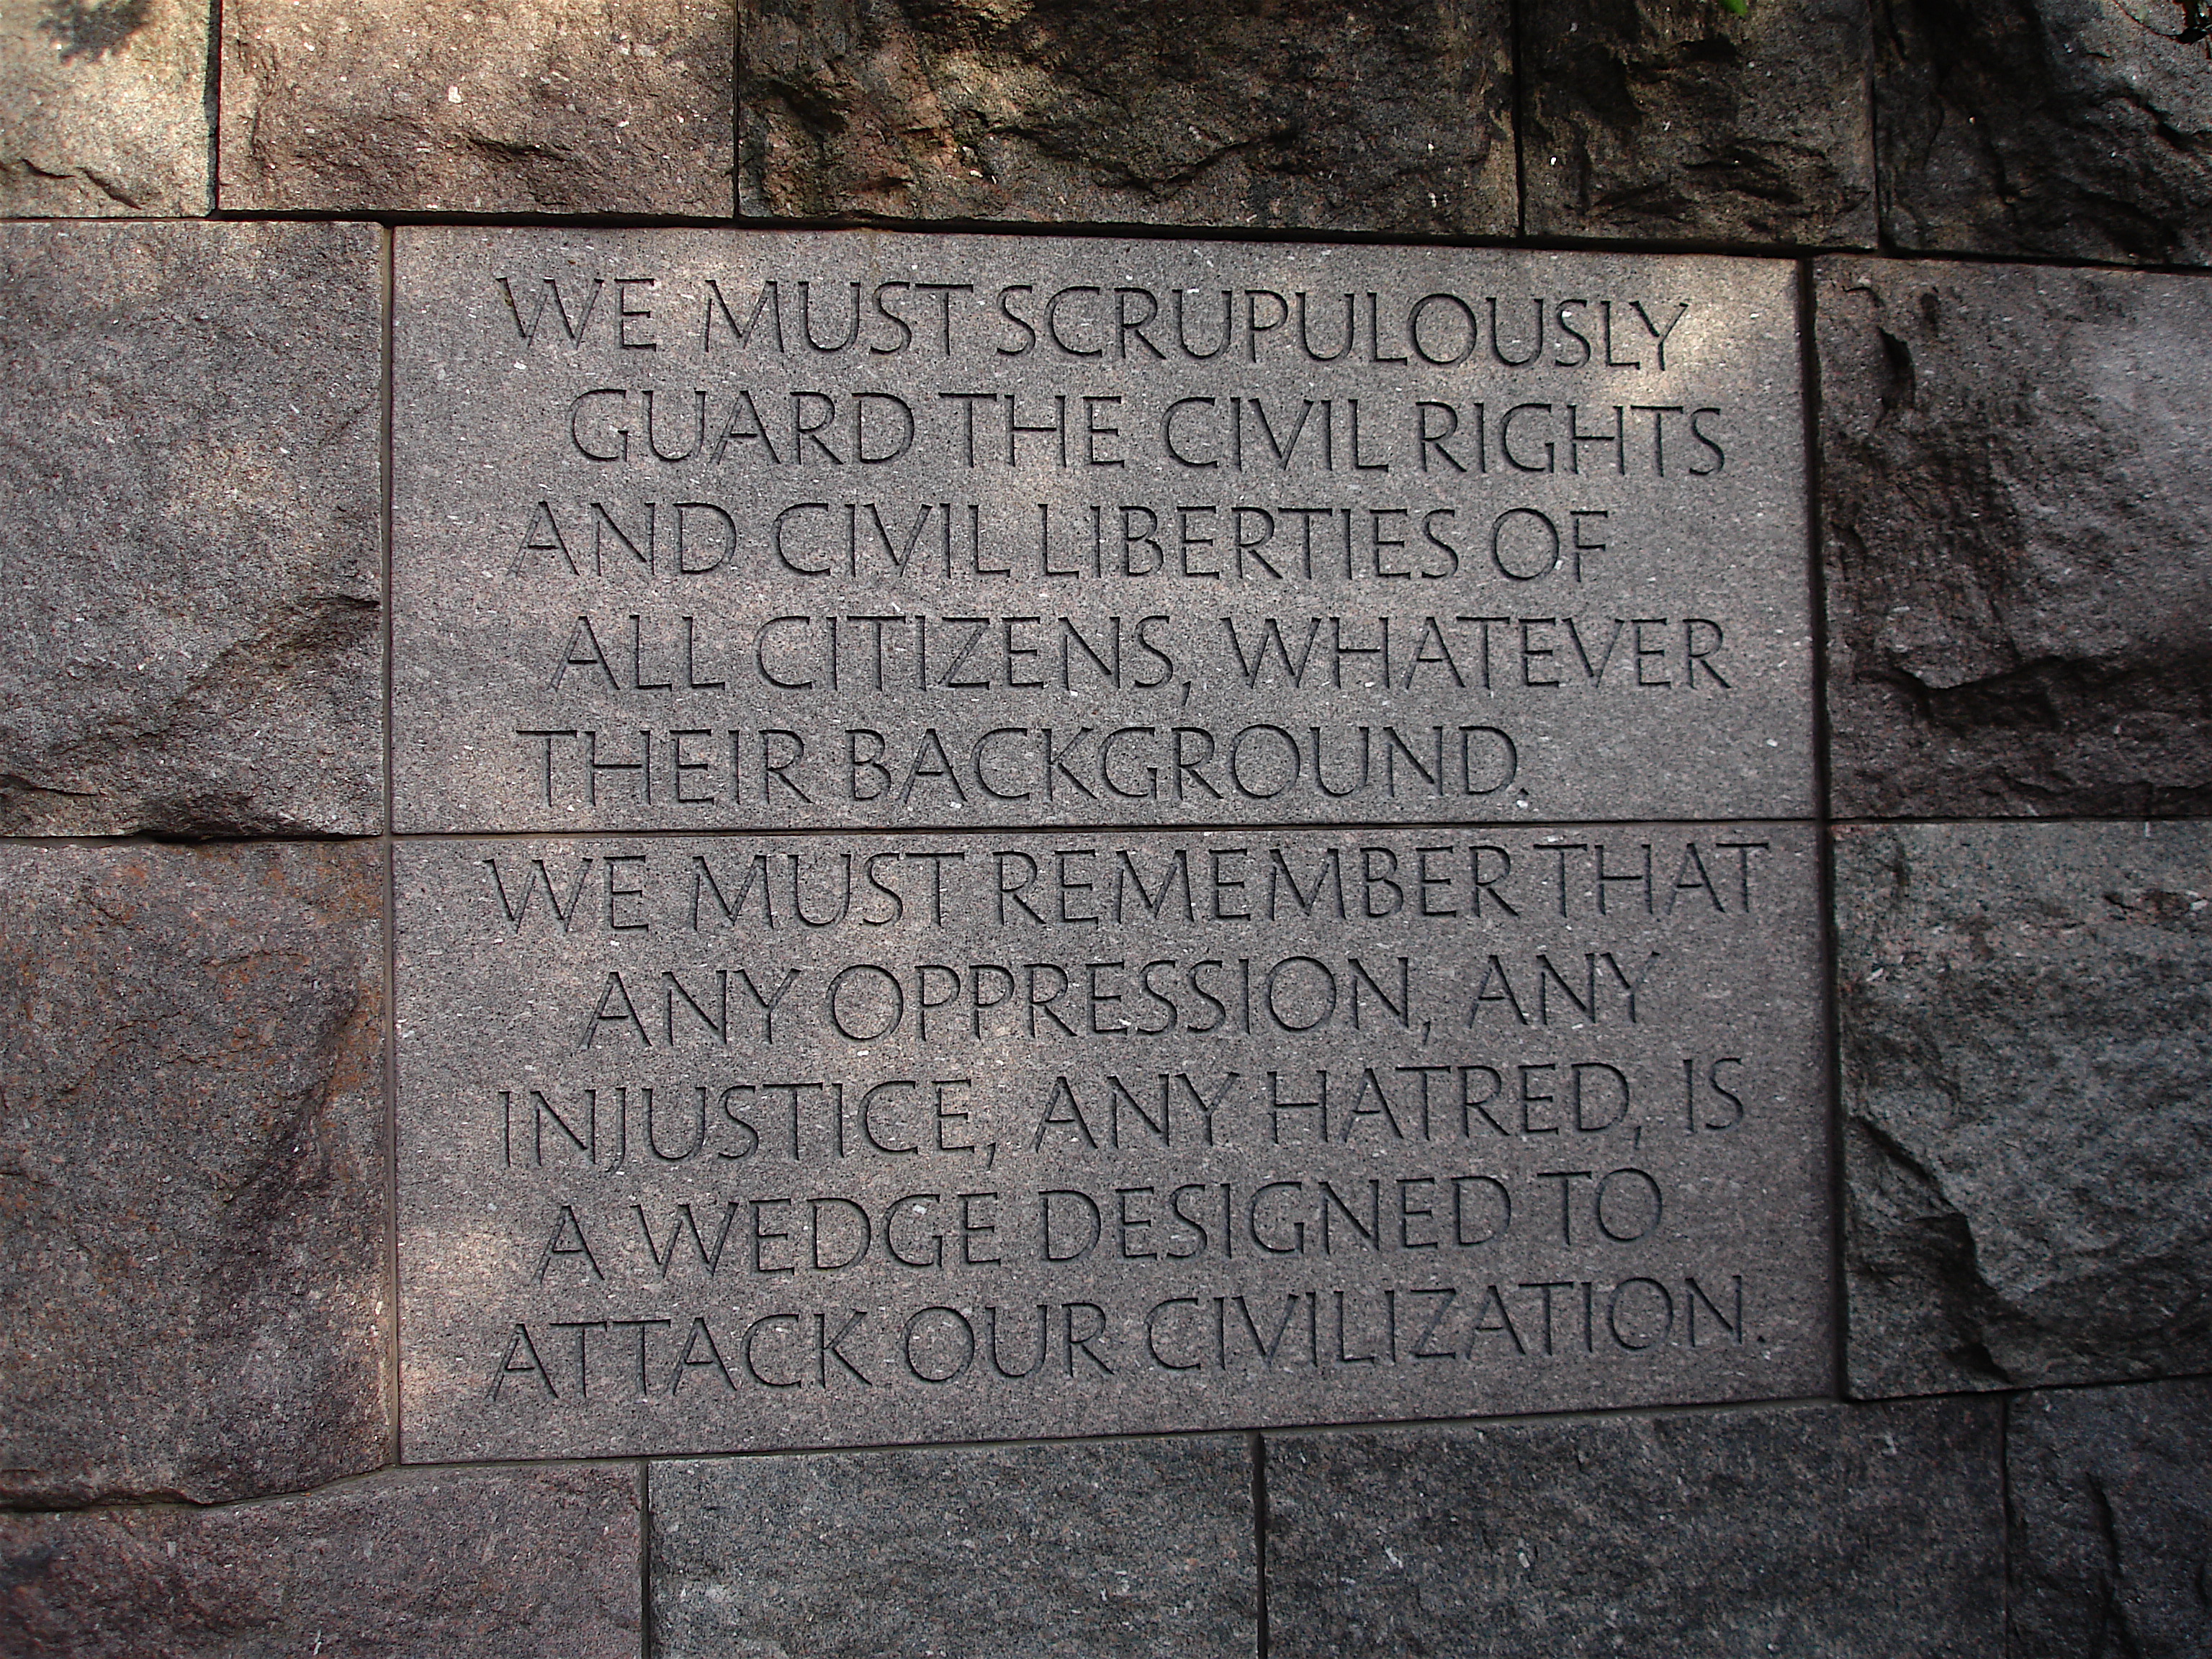 WE MUST SCRUPULOUSLY
GUARD THE CIVIL RIGHTS
AND CIVIL LIBERTIES OF
ALL CITIZENS, WHATEVER
THEIR BACKGROUND.
WE MUST REMEMBER THAT
ANY OPPRESSION, ANY
INJUSTICE, ANY HATRED, IS
A WEDGE DESIGNED TO
ATTACK OUR CIVILIZATION.